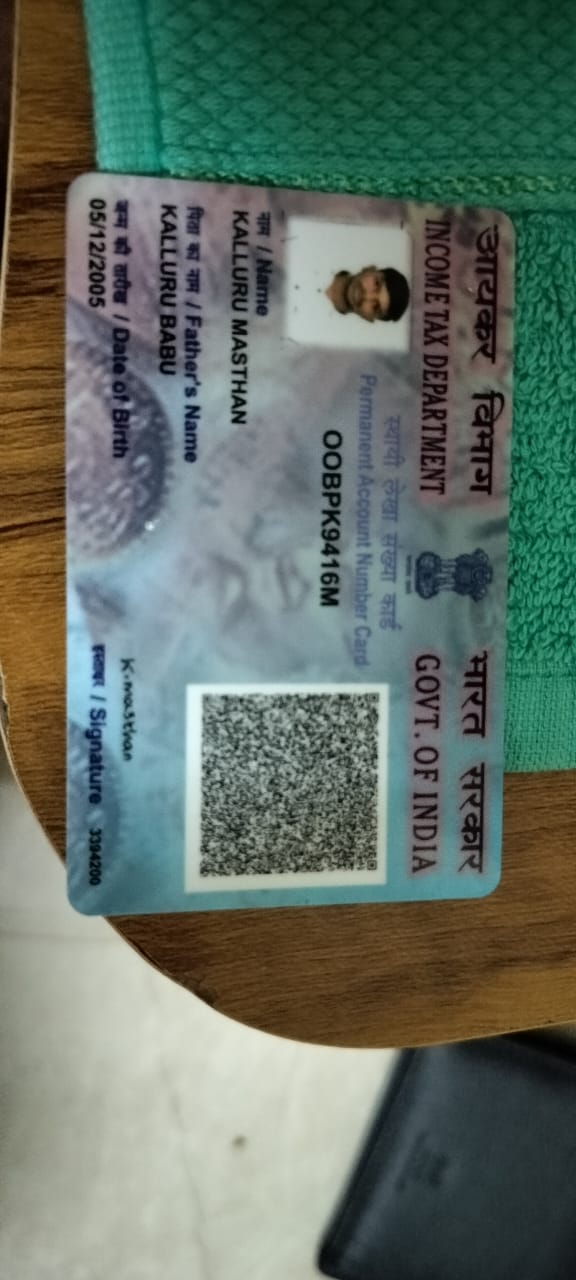 आयकर विभाग
INCOME TAX DEPARTMENT
भारत सरकार
GOVT. OF INDIA
स्थायी लेखा संख्या कार्ड
Permanent Account Number Card
OOBPK9416M
नाम / Name
KALLURU MASTHAN
पिता का नाम / Father's Name
KALLURU BABU
जन्म की तारीख / Date of Birth
05/12/2005
K. masthan
हस्ताक्षर / Signature
3394200